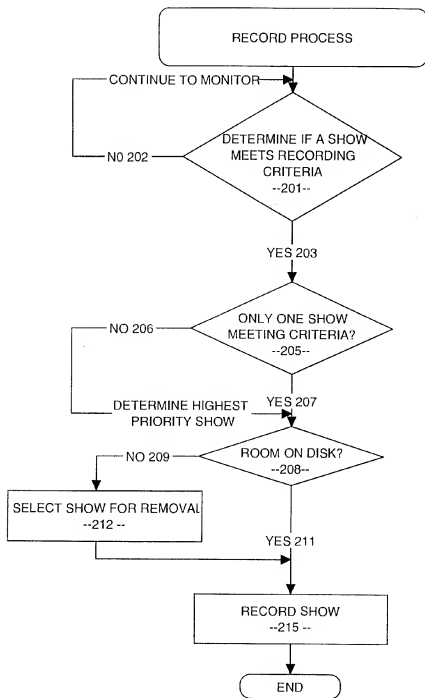 RECORD PROCESS
CONTINUE TO MONITOR
DETERMINE IF A SHOW
MEETS RECORDING
CRITERIA
--201--
N0 202
YES 203
ONLY ONE SHOW
MEETING CRITERIA?
--205--
NO 206
YES 207
DETERMINE HIGHEST
PRIORITY SHOW
ROOM ON DISK?
--208--
NO 209
SELECT SHOW FOR REMOVAL
--212 --
YES 211
RECORD SHOW
--215 --
END